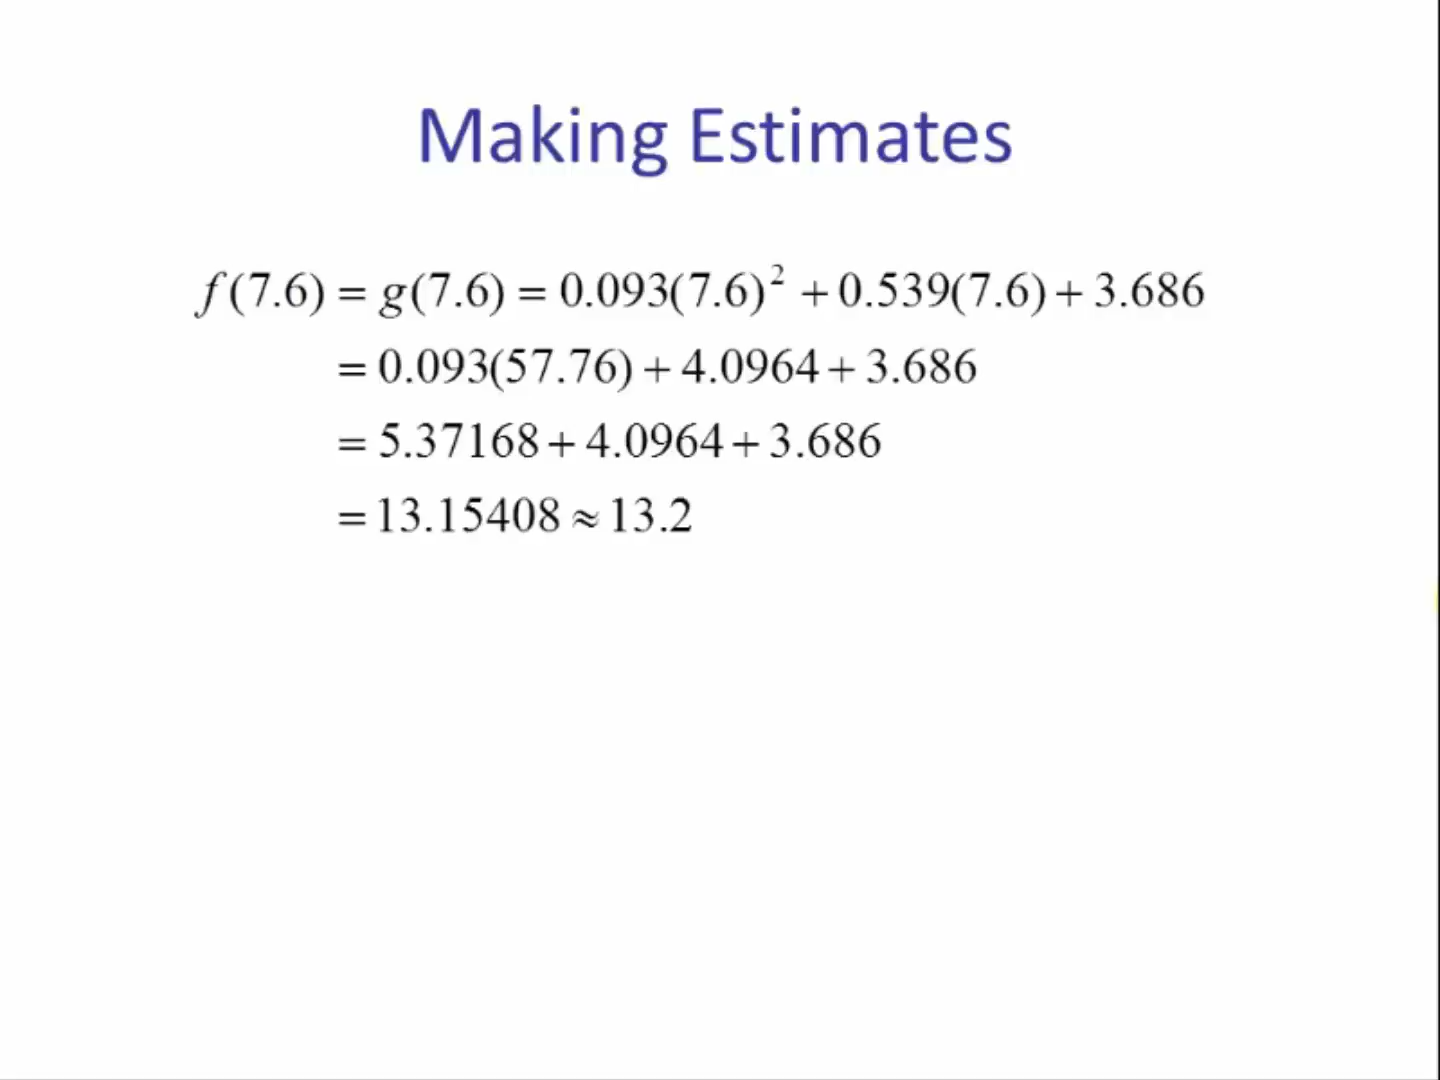 Making Estimates
f(7.6) = g(7.6) = 0.093(7.6)² + 0.539(7.6) + 3.686
= 0.093(57.76) + 4.0964 + 3.686
= 5.37168 + 4.0964 + 3.686
= 13.15408 ≈ 13.2